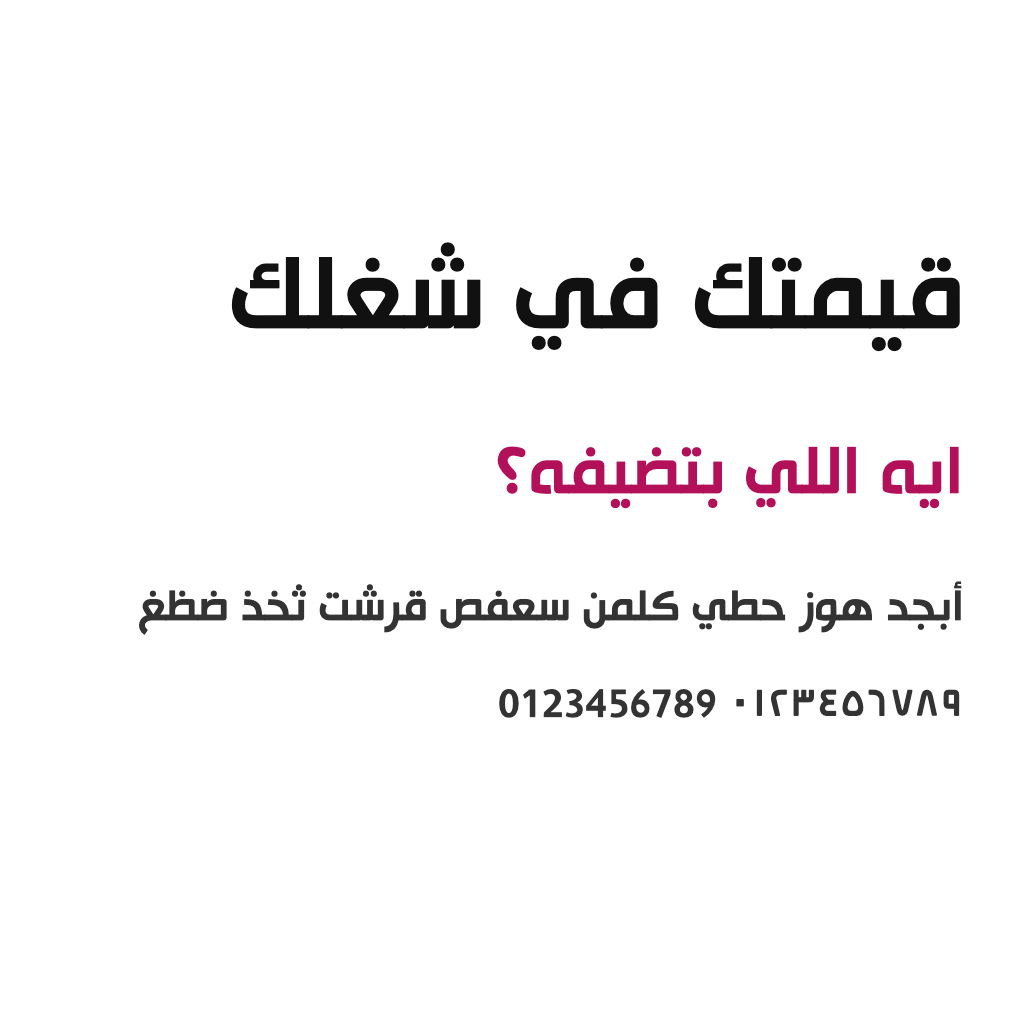 قيمتك في شغلك
ايه اللي بتضيفه؟
أبجد هوز حطي كلمن سعفص قرشت ثخذ ضظغ
٠١٢٣٤٥٦٧٨٩ 0123456789